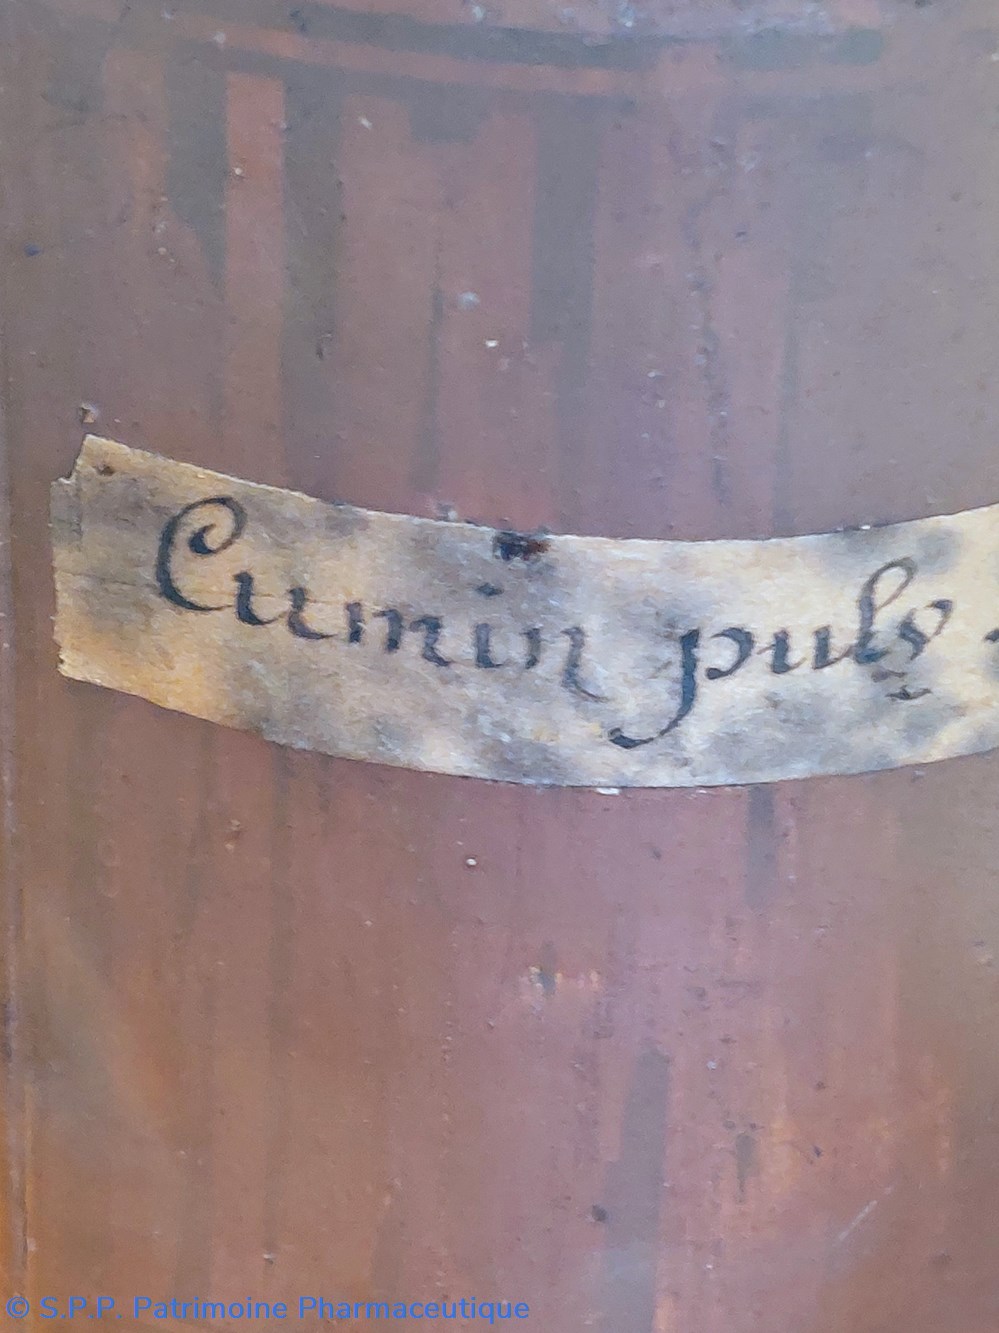 Cumin pulv.
© S.P.P. Patrimoine Pharmaceutique